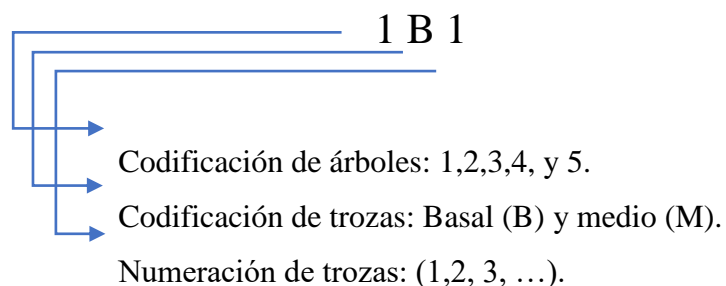 1 B 1
Codificación de árboles: 1,2,3,4, y 5.
Codificación de trozas: Basal (B) y medio (M).
Numeración de trozas: (1,2, 3, …).